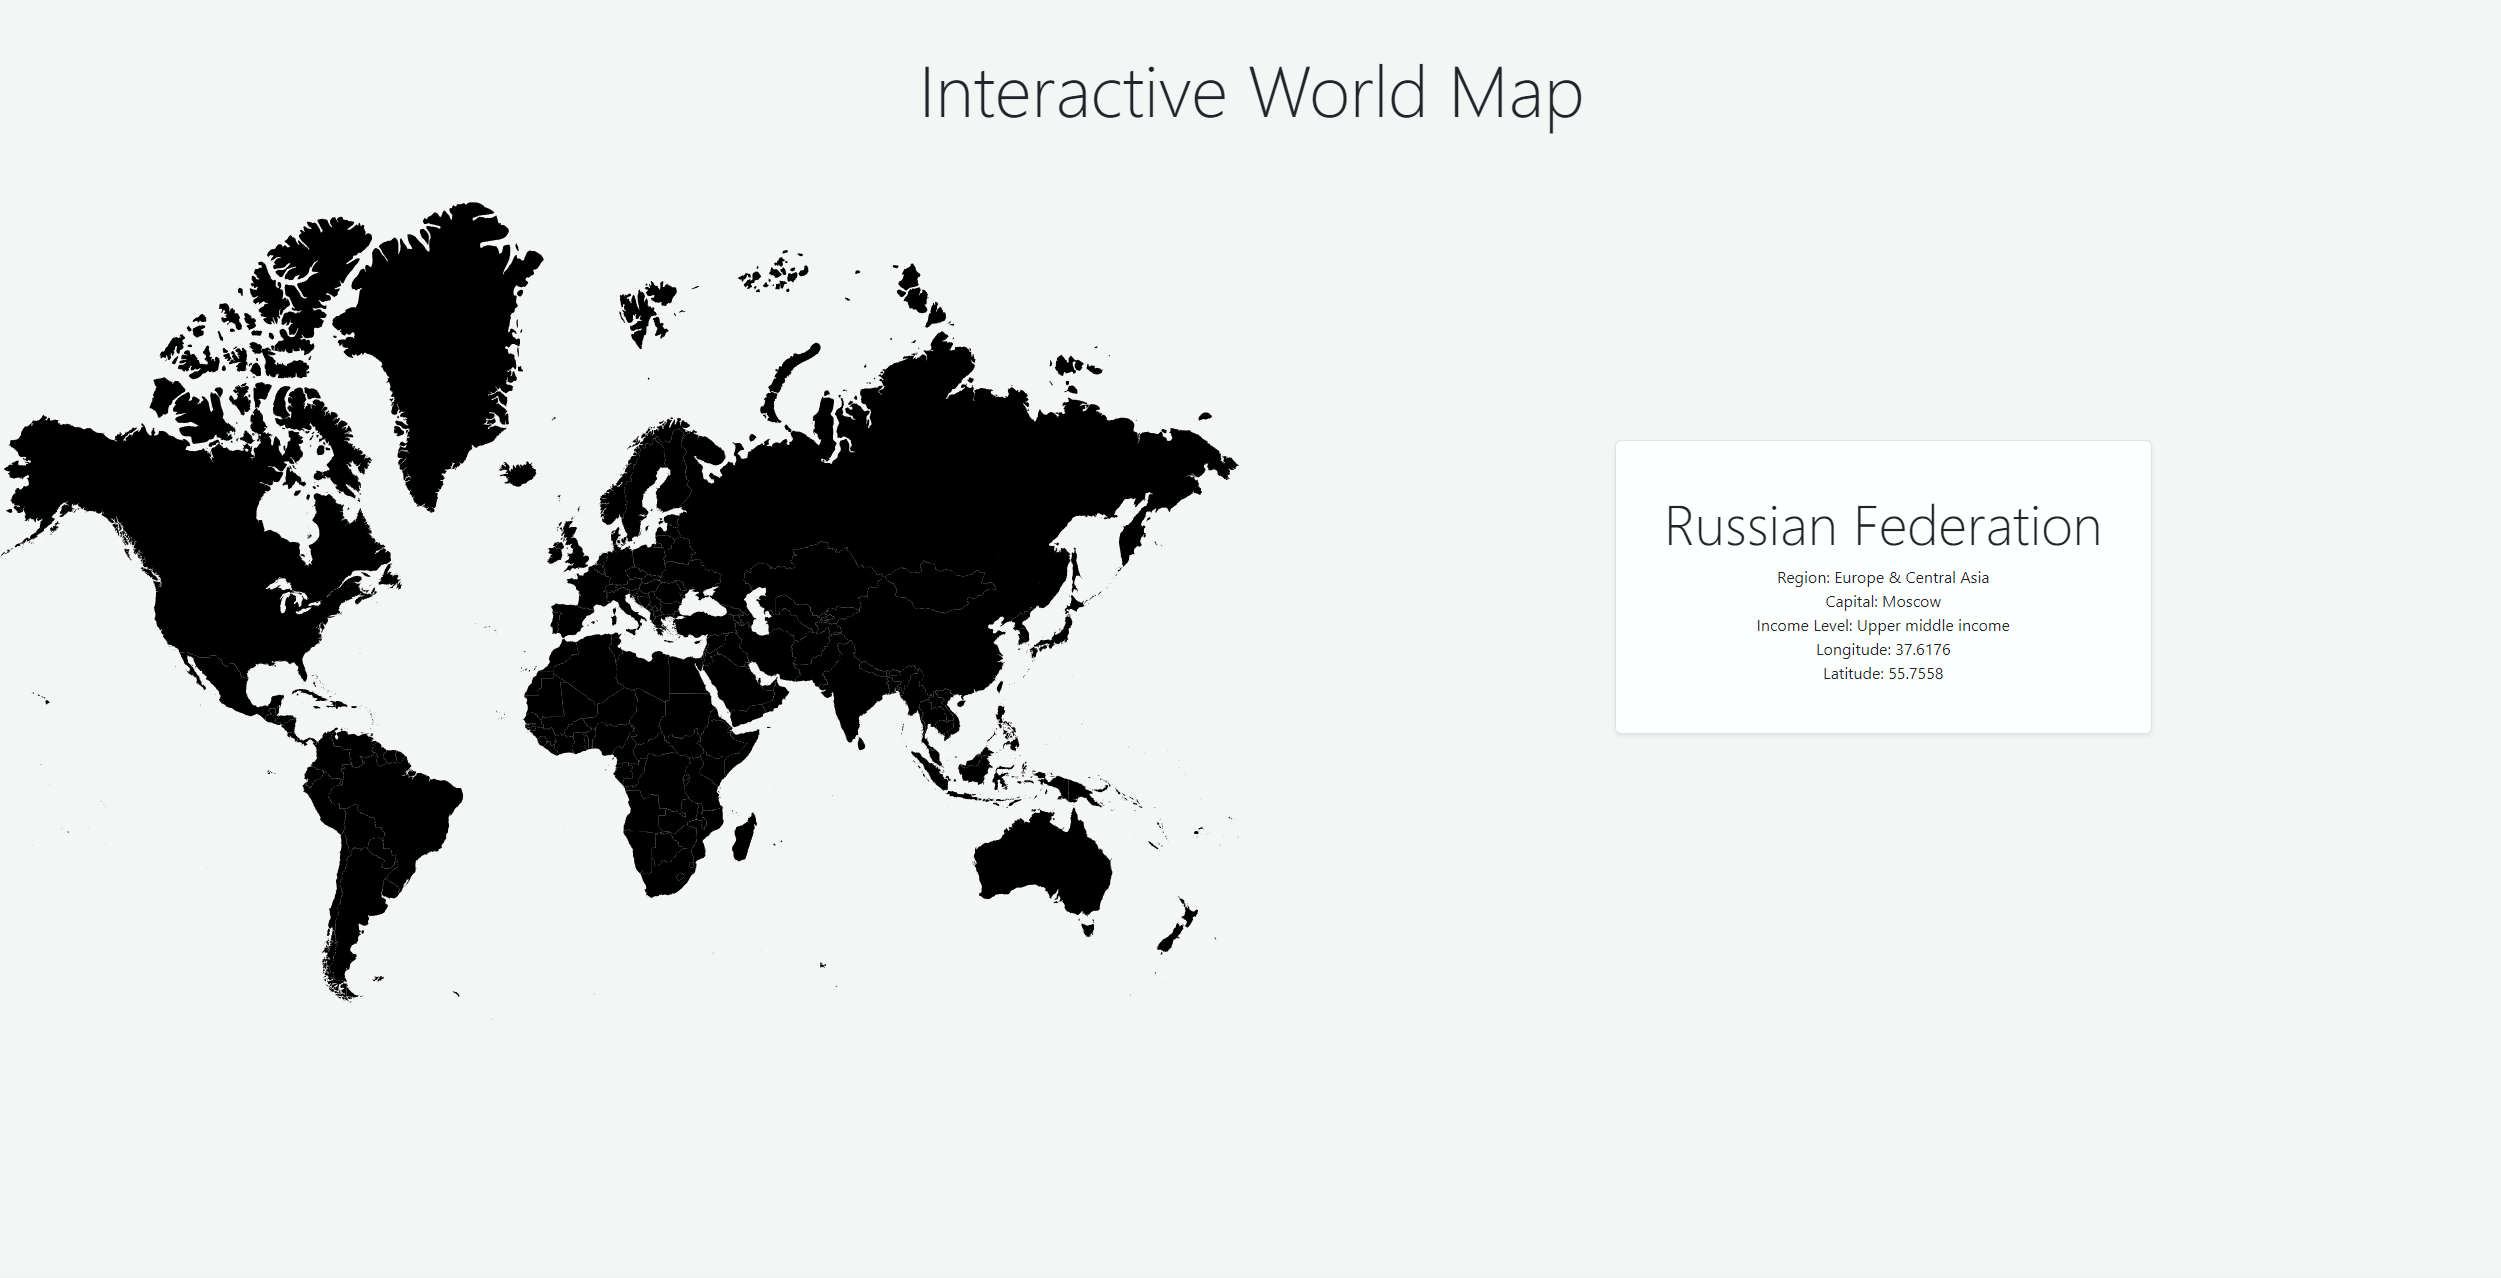 Interactive World Map
Russian Federation
Region: Europe & Central Asia
Capital: Moscow
Income Level: Upper middle income
Longitude: 37.6176
Latitude: 55.7558